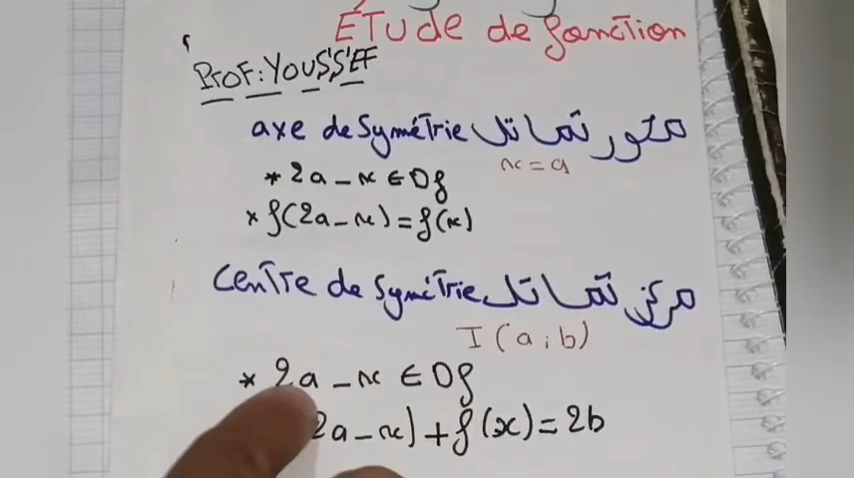 ÉTude de fonction
Prof: YOUSSEF
axe de Symétrie محور تماثل
x = a
* 2a - x ∈ Df
* f(2a - x) = f(x)
Centre de Symétrie مركز تماثل
I (a ; b)
* 2a - x ∈ Df
2a - x) + f(x) = 2b